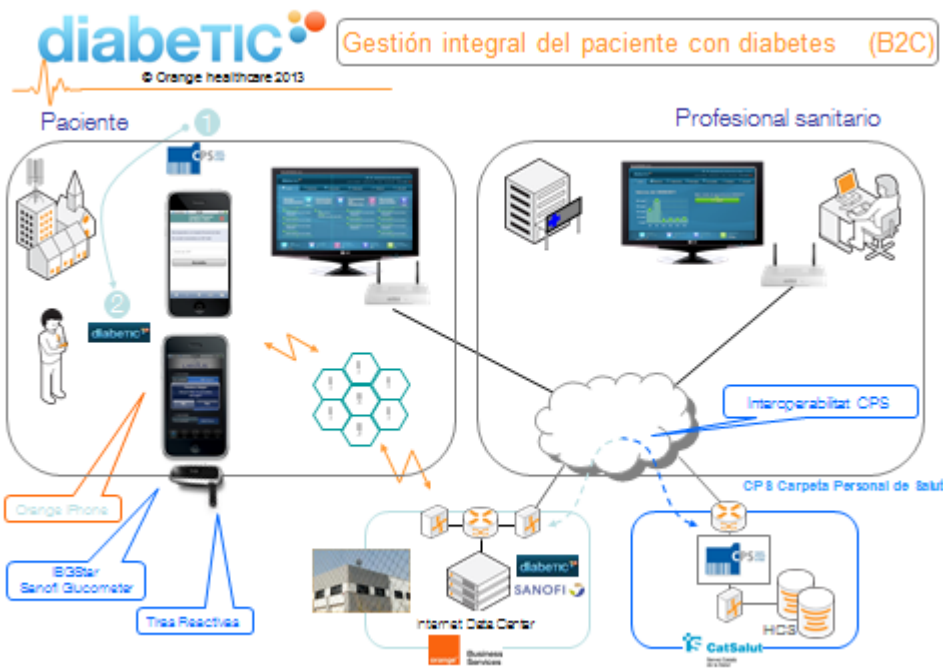 diabeTIC
Gestión integral del paciente con diabetes (B2C)
© Orange healthcare 2013
Paciente
Profesional sanitario
1
CPS
2
diabeTIC
Interoperabilitat CPS
CPS Carpeta Personal de Salut
Orange iPhone
iBGStar
Sanofi Glucometer
Tiras Reactivas
diabeTIC
SANOFI
Internet Data Center
orange
Business
Services
CPS
HC3
CatSalut